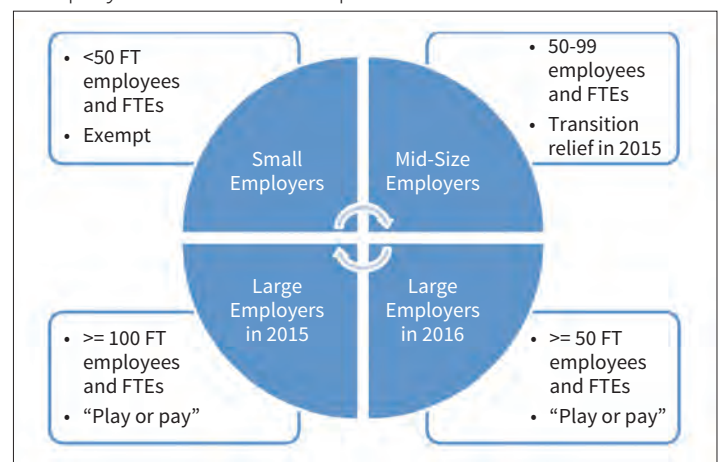 • <50 FT
employees
and FTEs
• Exempt
• 50-99
employees
and FTEs
• Transition
relief in 2015
Small
Employers
Mid-Size
Employers
Large
Employers
in 2015
Large
Employers
in 2016
• >= 100 FT
employees
and FTEs
• “Play or pay”
• >= 50 FT
employees
and FTEs
• “Play or pay”